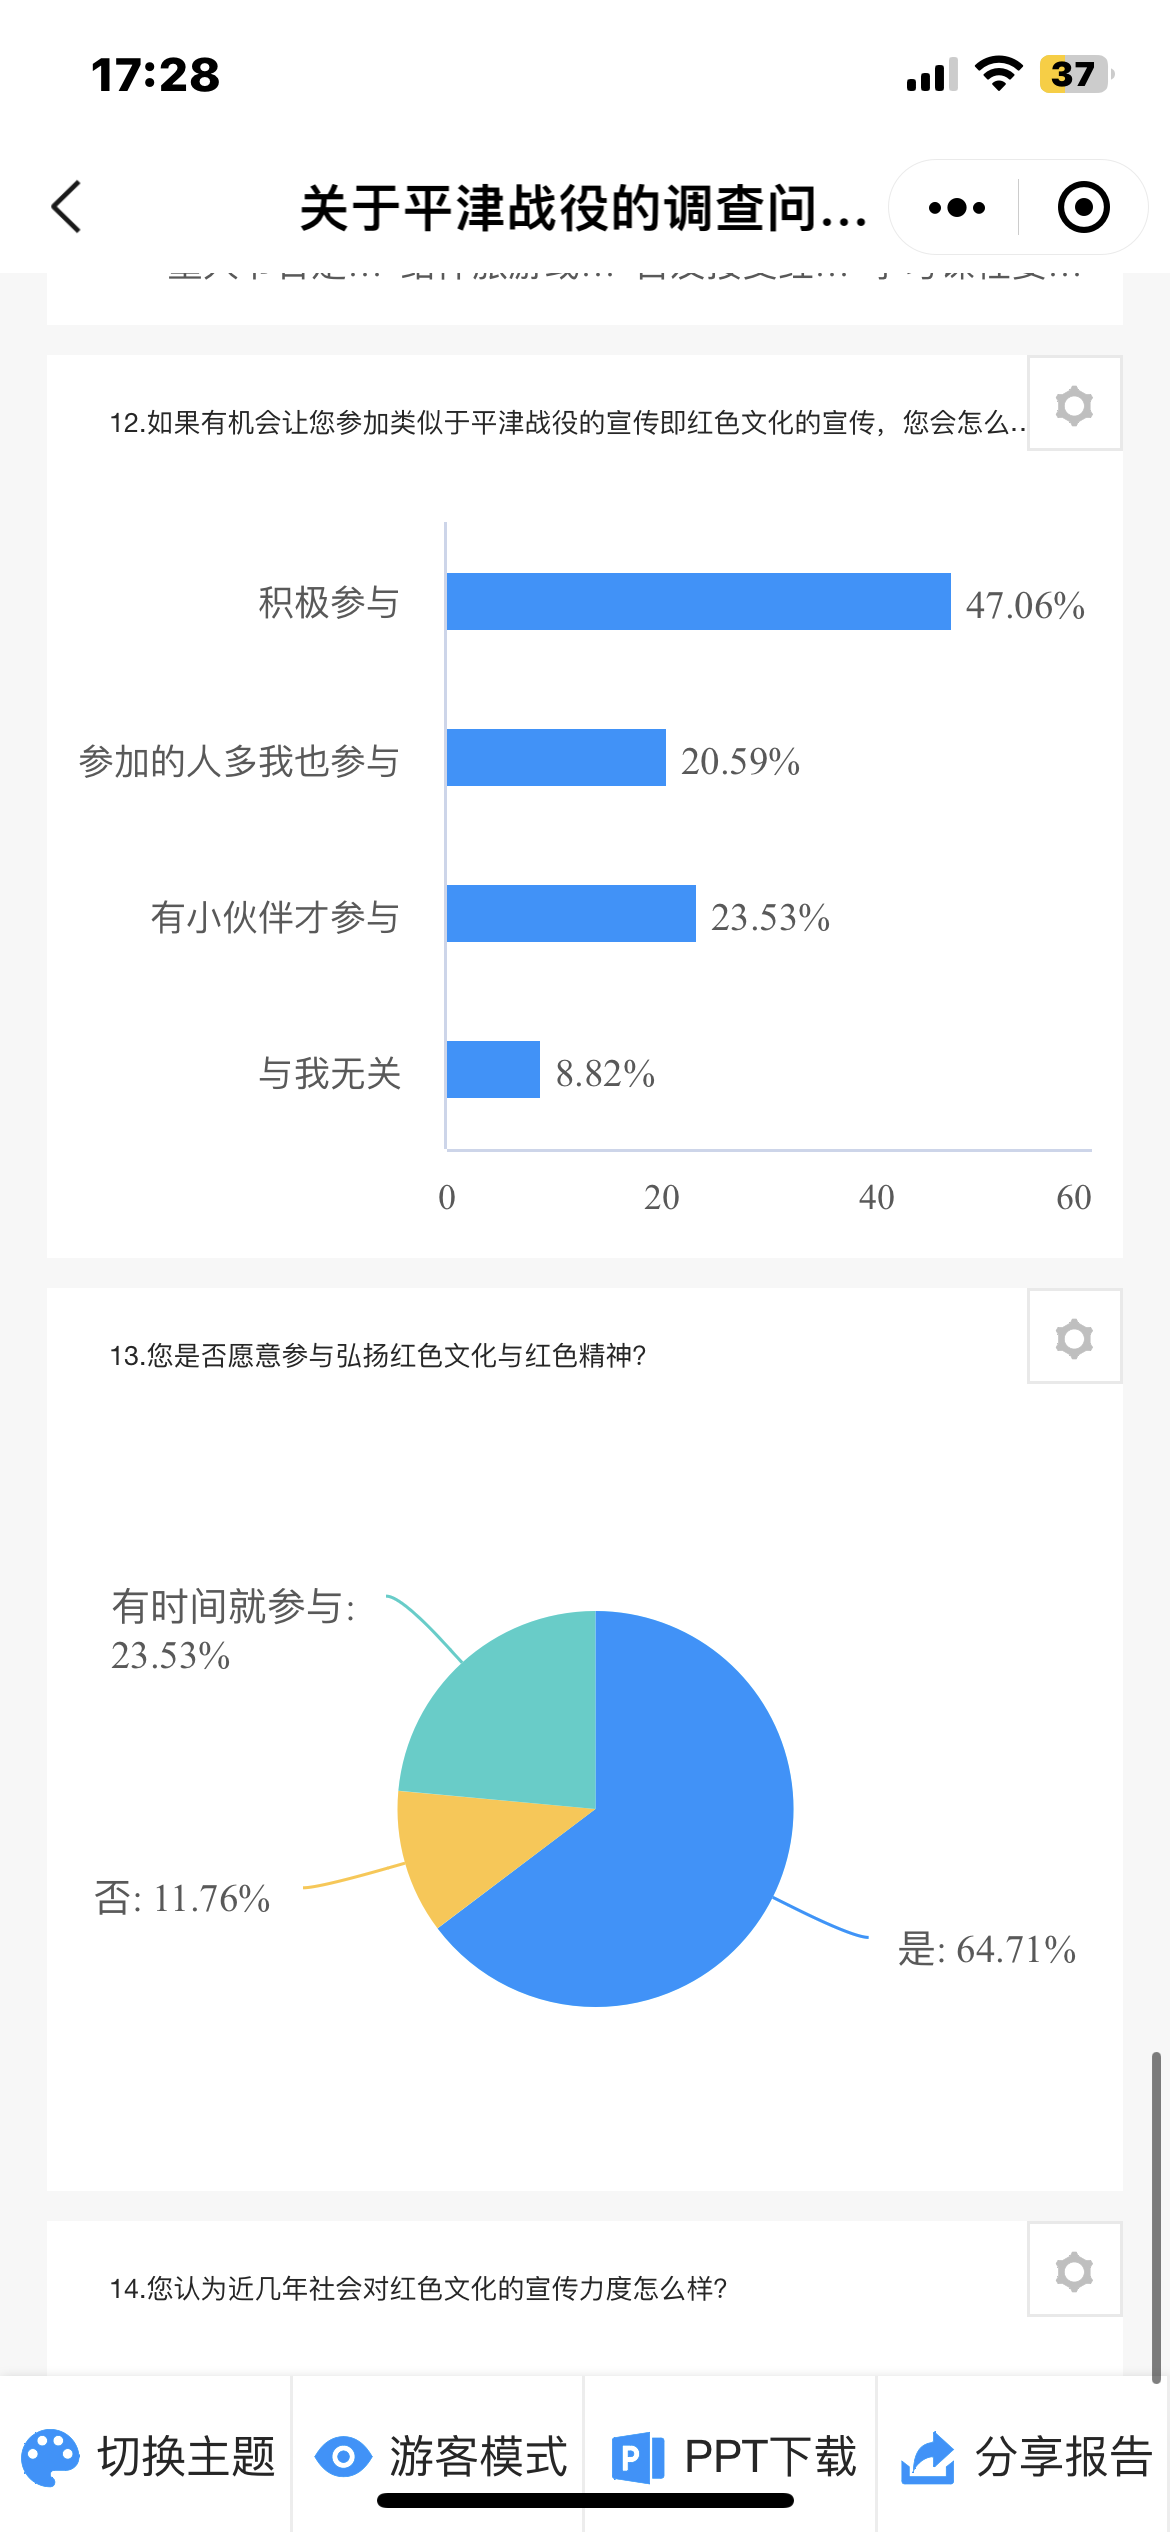 17:28
37
关于平津战役的调查问...
12.如果有机会让您参加类似于平津战役的宣传即红色文化的宣传，您会怎么..
积极参与
47.06%
参加的人多我也参与
20.59%
有小伙伴才参与
23.53%
与我无关
8.82%
0 20 40 60
13.您是否愿意参与弘扬红色文化与红色精神?
有时间就参与:
23.53%
否: 11.76%
是: 64.71%
14.您认为近几年社会对红色文化的宣传力度怎么样?
切换主题 游客模式 PPT下载 分享报告